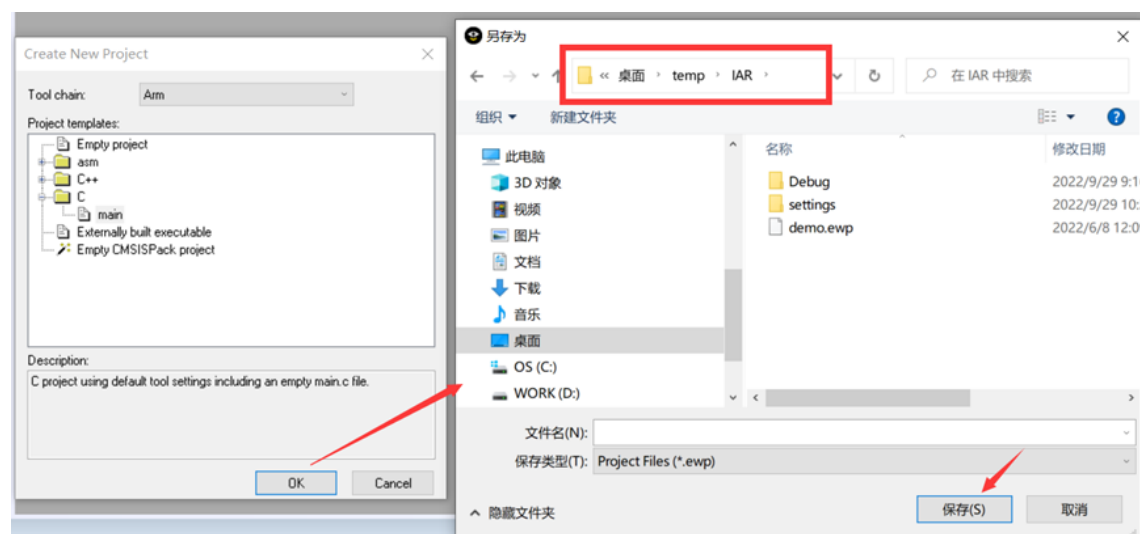 Create New Project
Tool chain:
Arm
Project templates:
Empty project
asm
C++
C
main
Externally built executable
Empty CMSISPack project
Description:
C project using default tool settings including an empty main.c file.
OK
Cancel
另存为
« 桌面 › temp › IAR ›
在 IAR 中搜索
组织
新建文件夹
此电脑
3D 对象
视频
图片
文档
下载
音乐
桌面
OS (C:)
WORK (D:)
名称
修改日期
Debug
2022/9/29 9:1
settings
2022/9/29 10:
demo.ewp
2022/6/8 12:0
文件名(N):
保存类型(T):
Project Files (*.ewp)
隐藏文件夹
保存(S)
取消